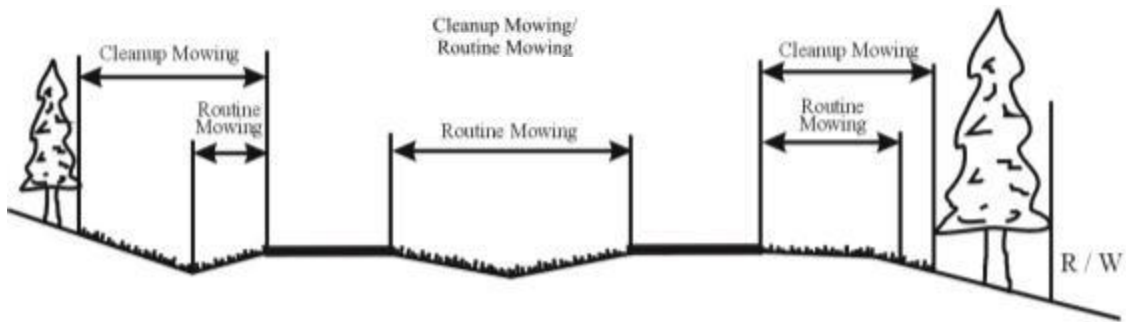 Cleanup Mowing/
Routine Mowing
Cleanup Mowing
Routine
Mowing
Routine Mowing
Cleanup Mowing
Routine
Mowing
R / W